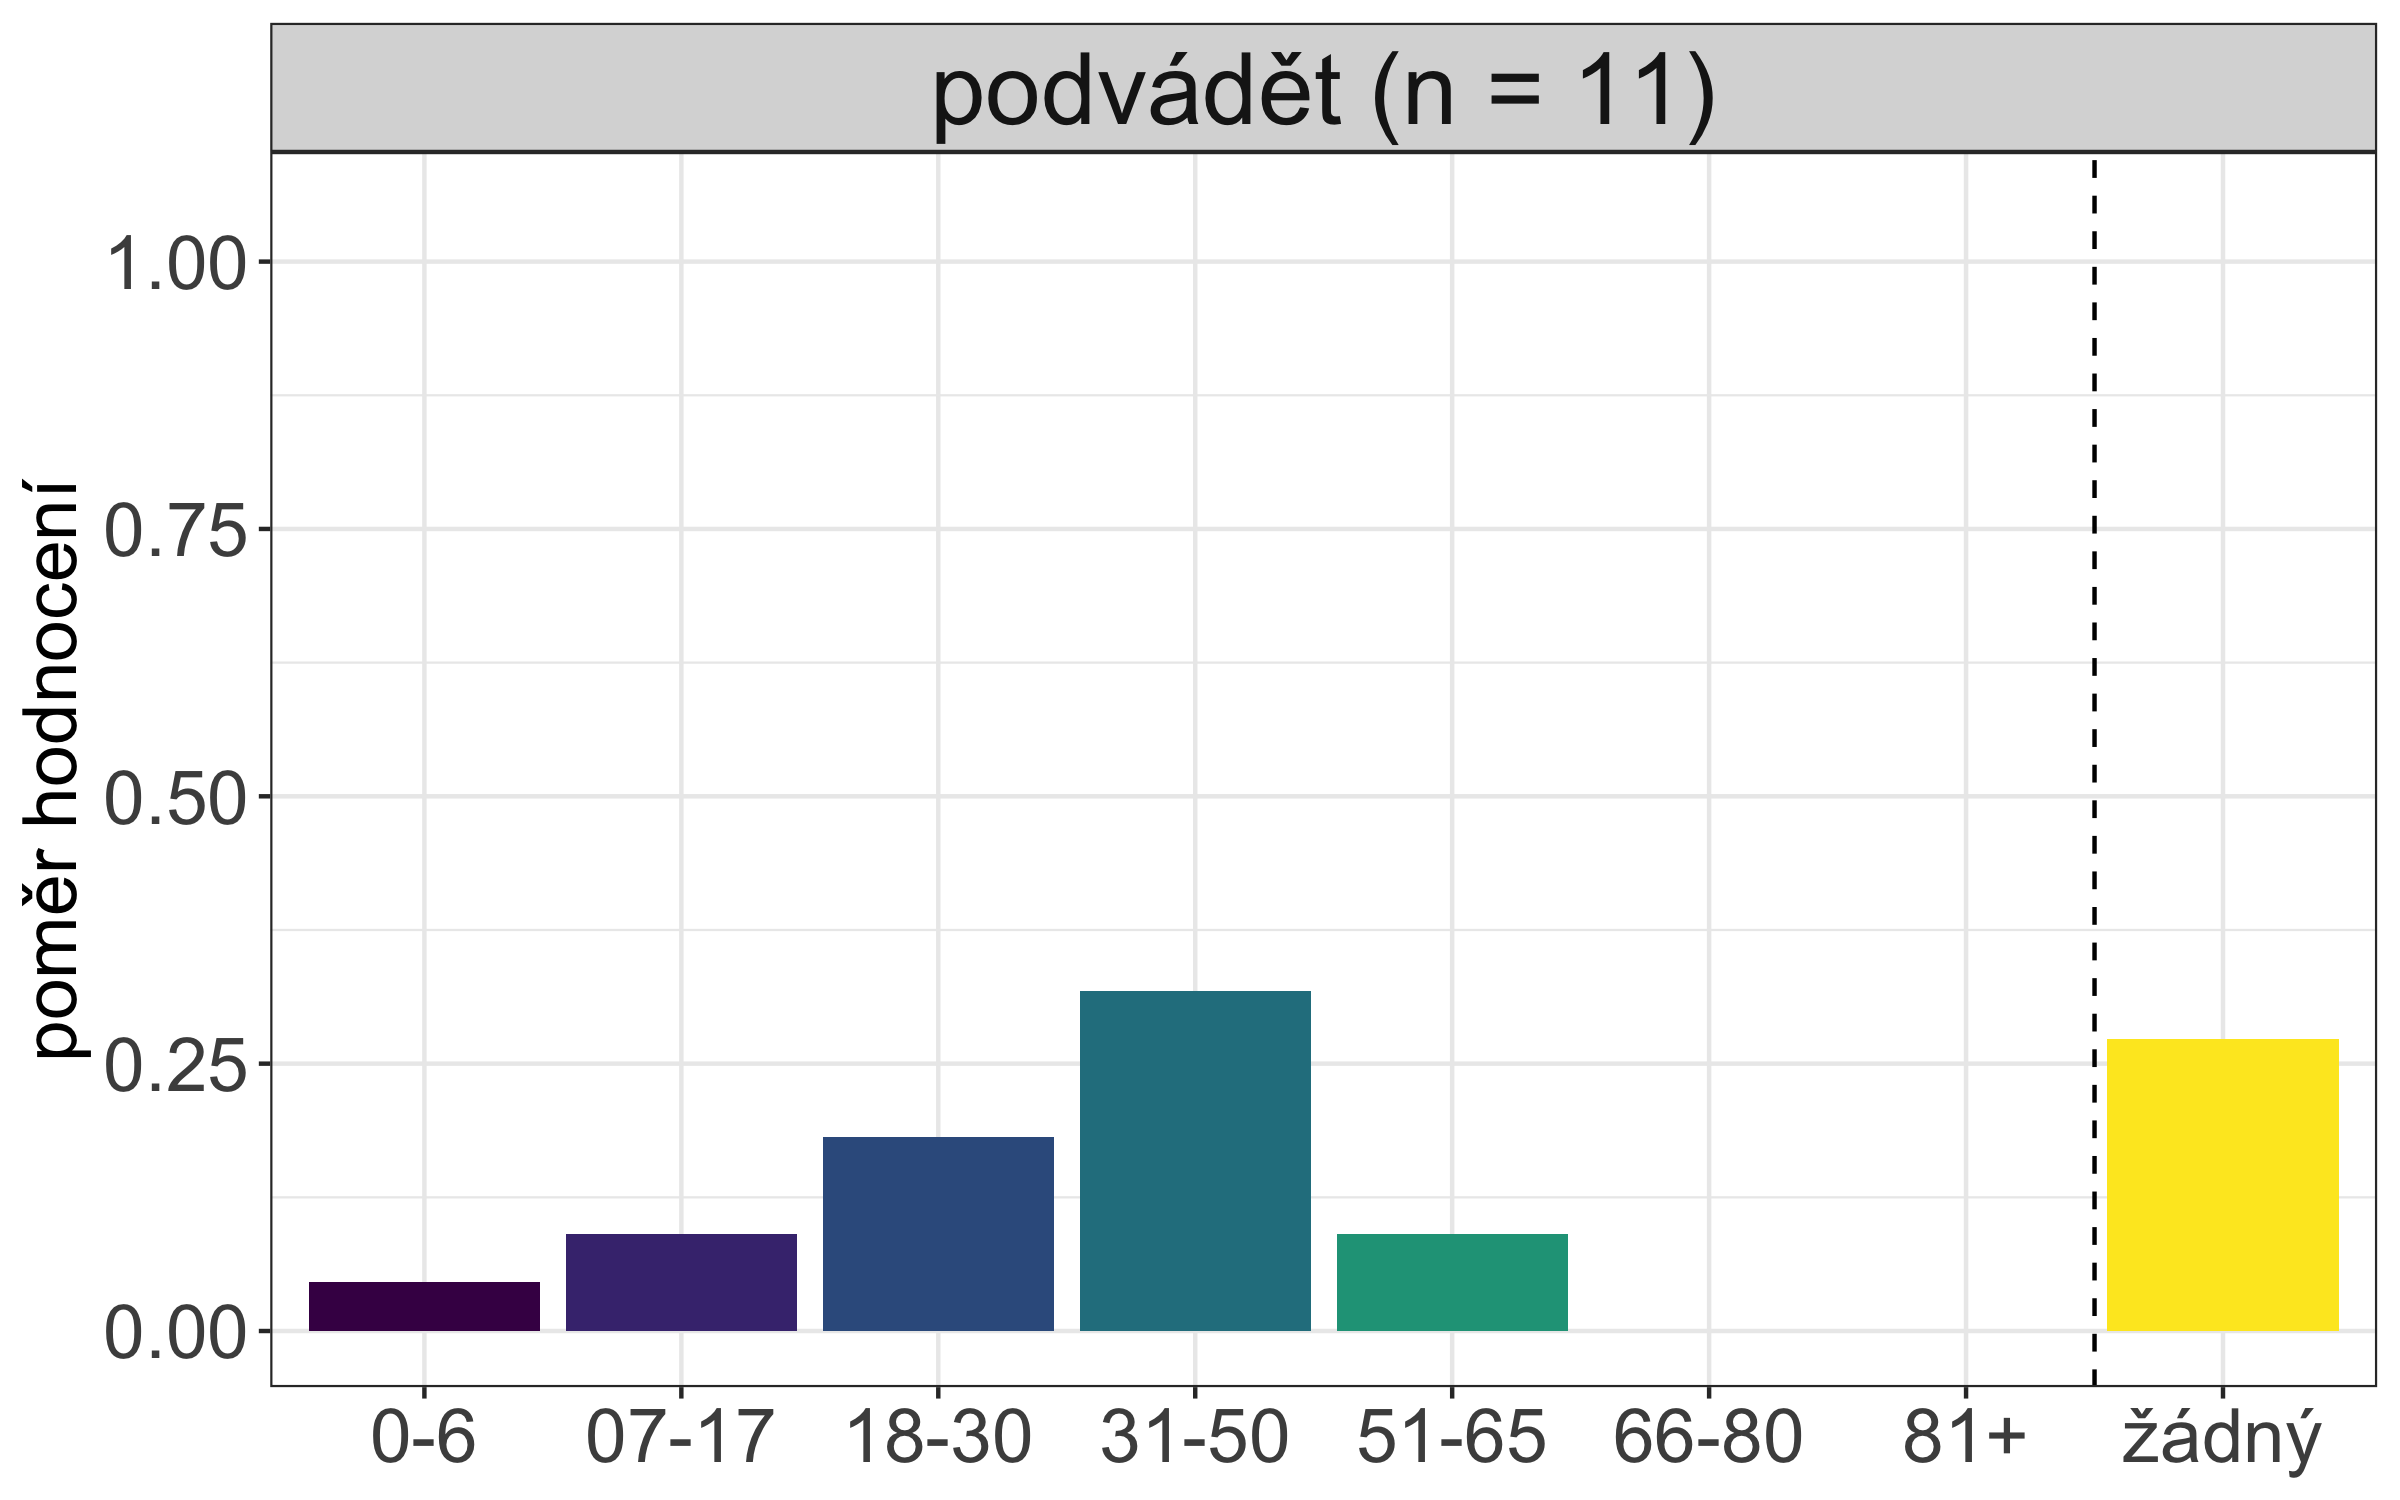 podvádět (n = 11)
poměr hodnocení
1.00
0.75
0.50
0.25
0.00
0-6 07-17 18-30 31-50 51-65 66-80 81+ žádný